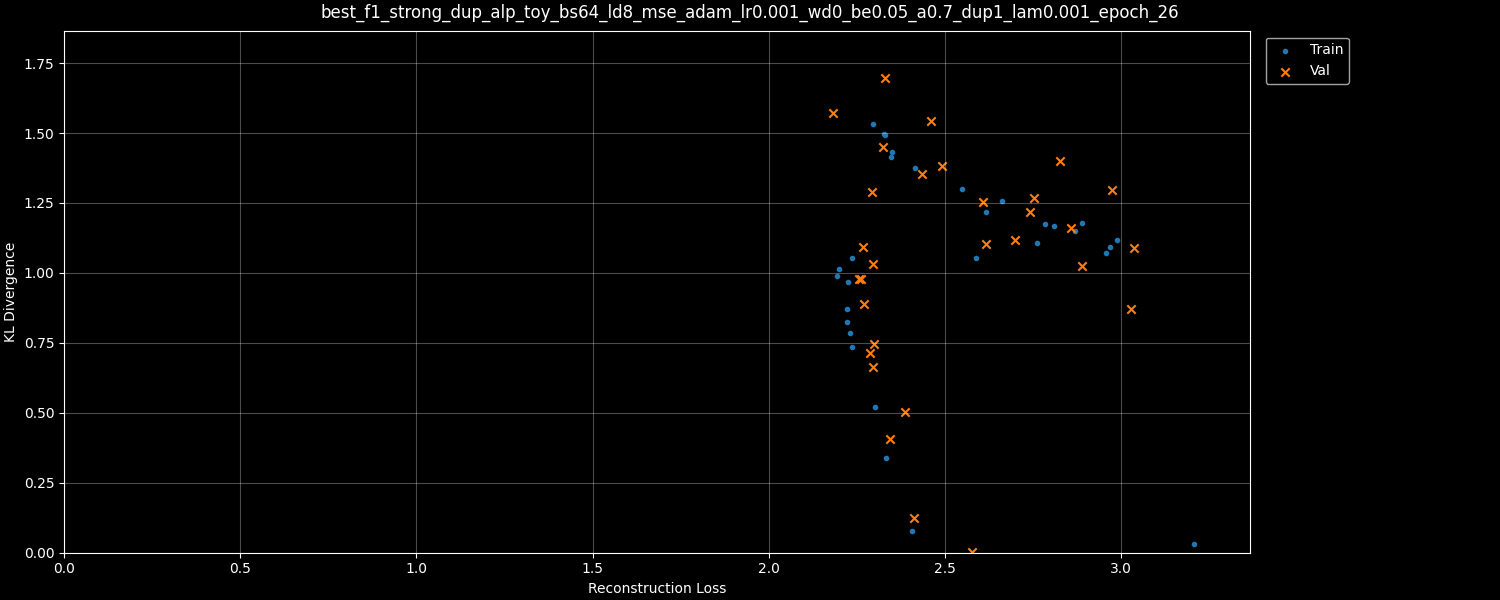 best_f1_strong_dup_alp_toy_bs64_ld8_mse_adam_lr0.001_wd0_be0.05_a0.7_dup1_lam0.001_epoch_26
Train
Val
1.75
1.50
1.25
1.00
0.75
0.50
0.25
0.00
KL Divergence
0.0 0.5 1.0 1.5 2.0 2.5 3.0
Reconstruction Loss